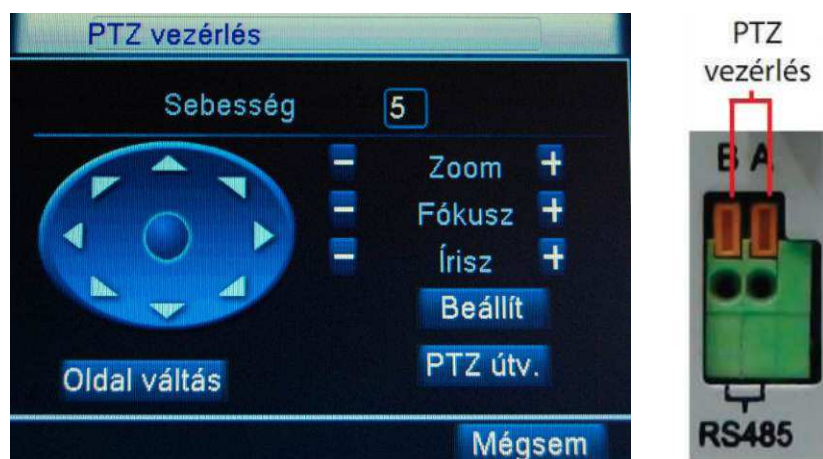 PTZ vezérlés
Sebesség 5
- Zoom +
- Fókusz +
- Írisz +
Beállít
Oldal váltás
PTZ útv.
Mégsem
PTZ
vezérlés
B A
RS485